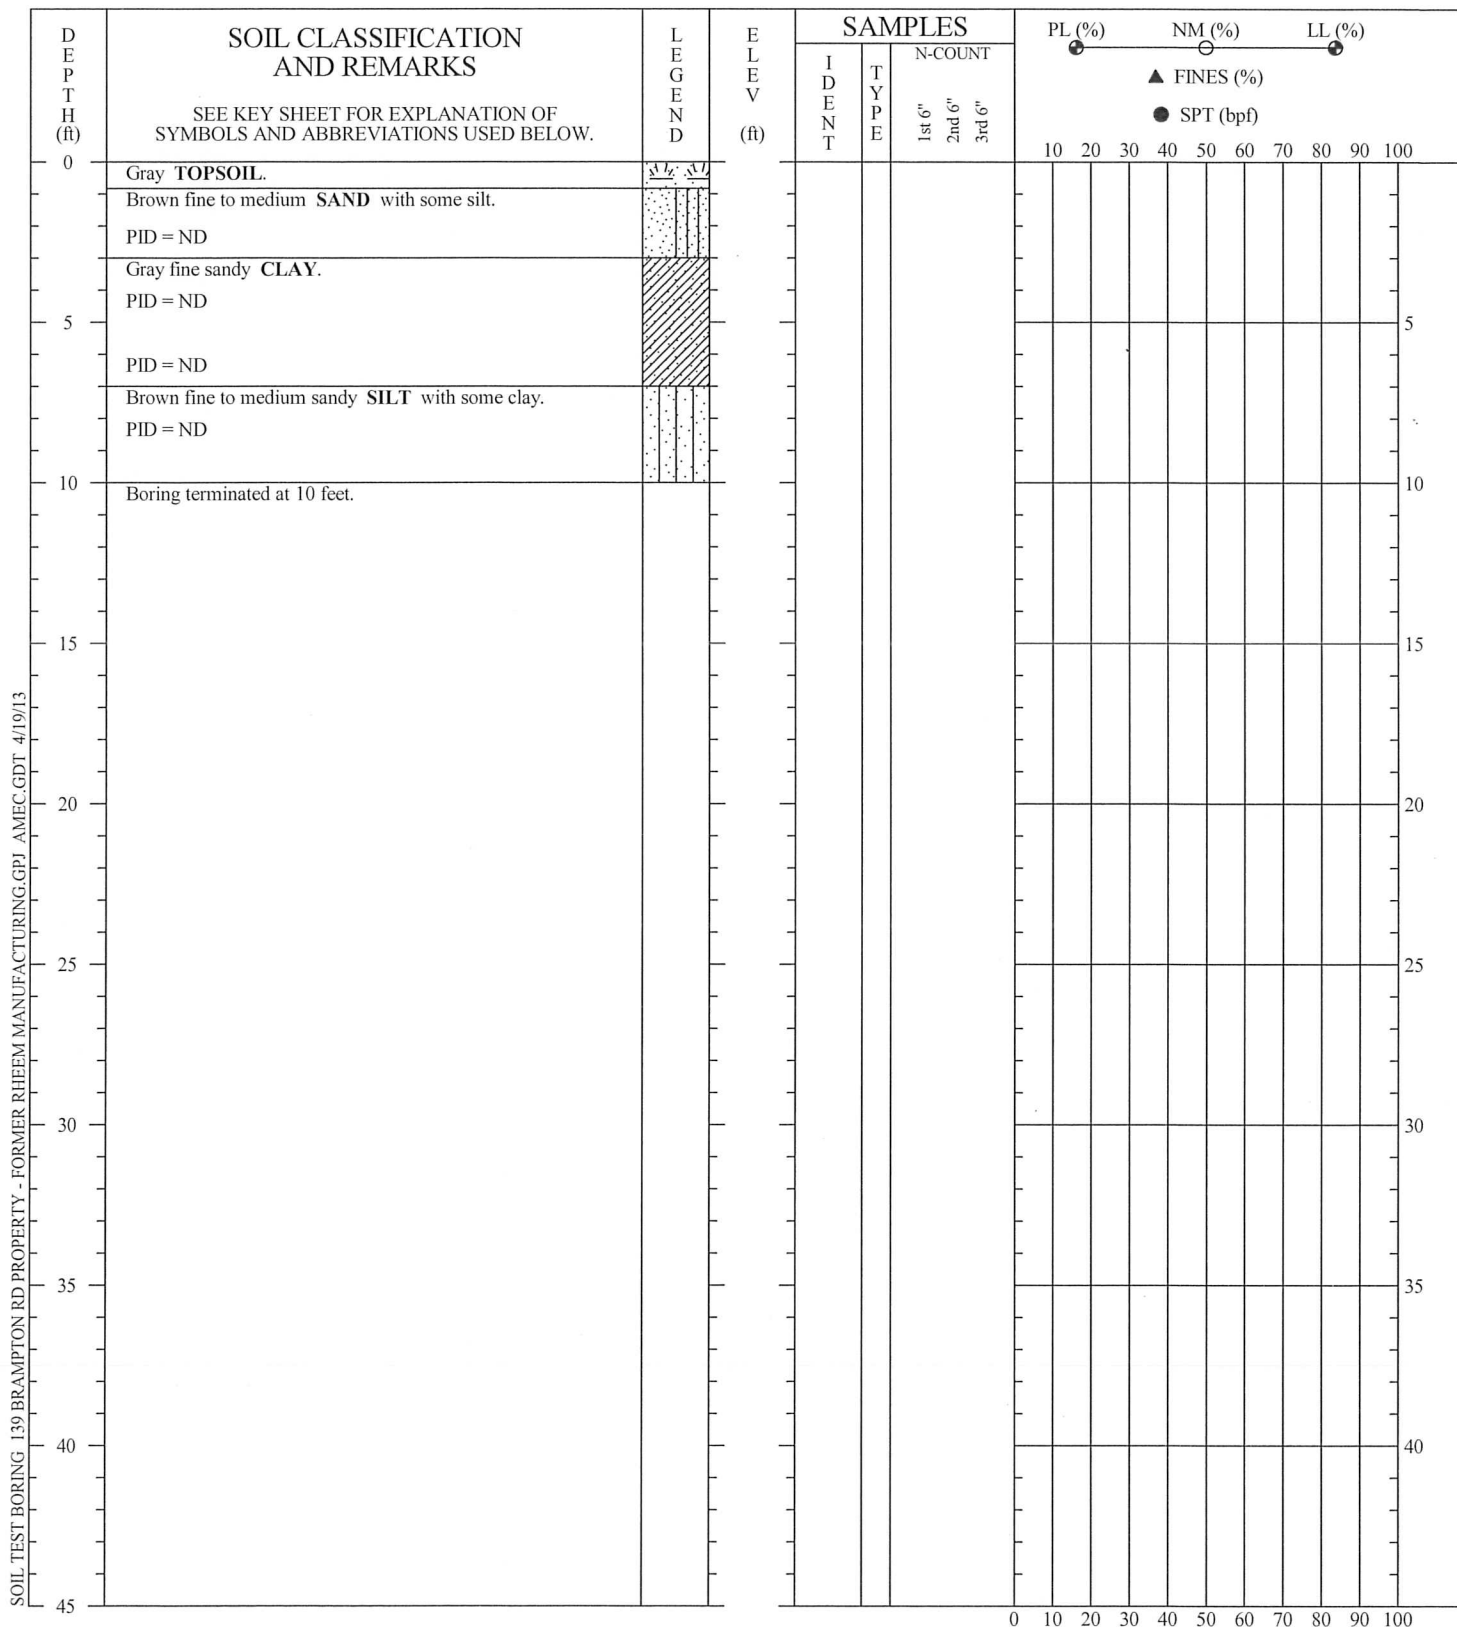 DEPTH (ft)
SOIL CLASSIFICATION
AND REMARKS
SEE KEY SHEET FOR EXPLANATION OF
SYMBOLS AND ABBREVIATIONS USED BELOW.
LEGEND
ELEV (ft)
SAMPLES
IDENT
TYPE
N-COUNT
1st 6"
2nd 6"
3rd 6"
PL (%) NM (%) LL (%)
▲ FINES (%)
● SPT (bpf)
10 20 30 40 50 60 70 80 90 100
0
Gray TOPSOIL.
Brown fine to medium SAND with some silt.
PID = ND
Gray fine sandy CLAY.
PID = ND
5 5
PID = ND
Brown fine to medium sandy SILT with some clay.
PID = ND
10 10
Boring terminated at 10 feet.
15 15
20 20
25 25
30 30
35 35
40 40
45
0 10 20 30 40 50 60 70 80 90 100
SOIL TEST BORING 139 BRAMPTON RD PROPERTY - FORMER RHEEM MANUFACTURING.GPJ AMEC.GDT 4/19/13